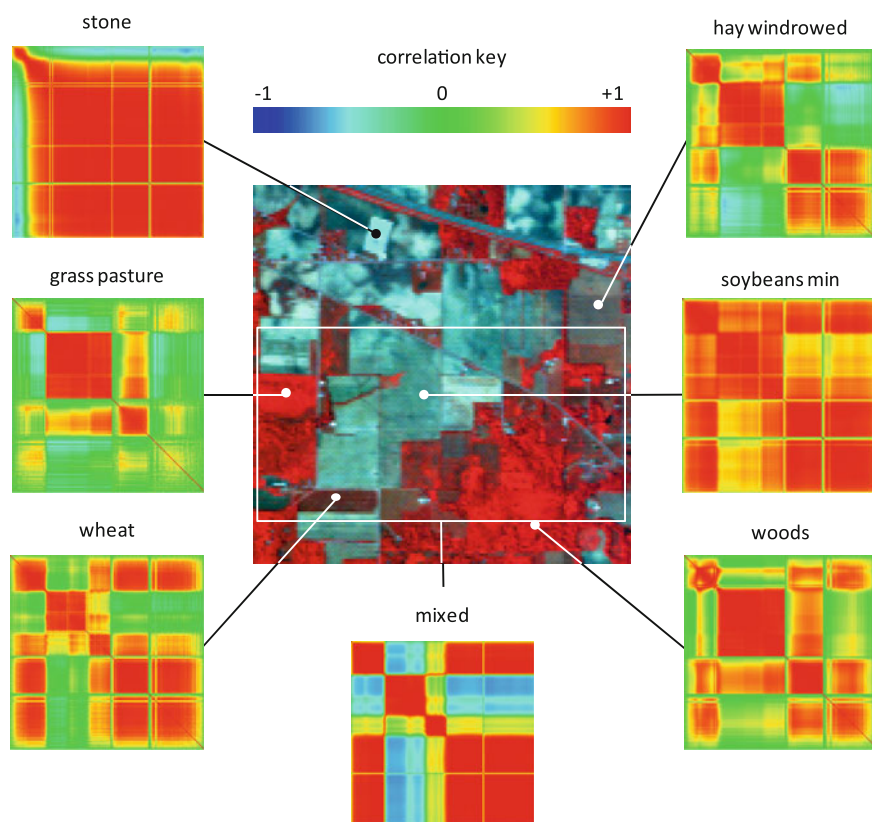 stone
correlation key
hay windrowed
-1 0 +1
grass pasture
soybeans min
wheat
woods
mixed